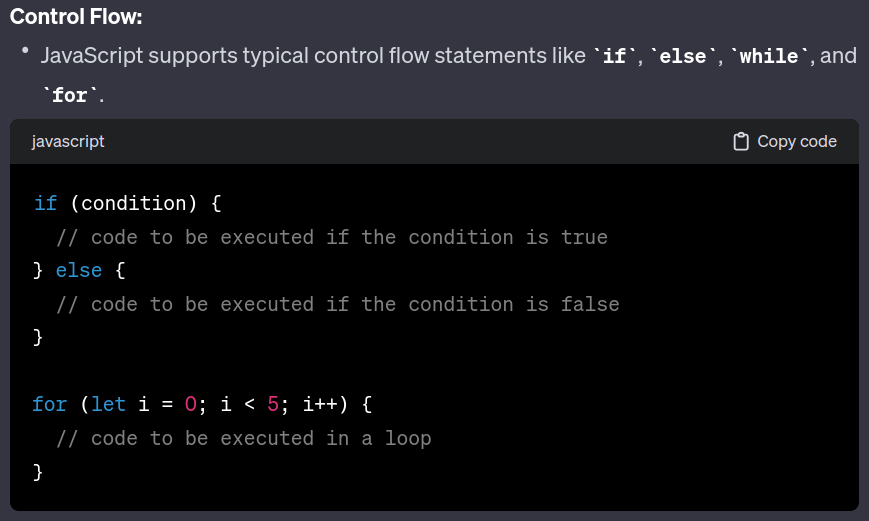 Control Flow:
• JavaScript supports typical control flow statements like `if`, `else`, `while`, and
`for`.
javascript Copy code
if (condition) {
  // code to be executed if the condition is true
} else {
  // code to be executed if the condition is false
}
for (let i = 0; i < 5; i++) {
  // code to be executed in a loop
}